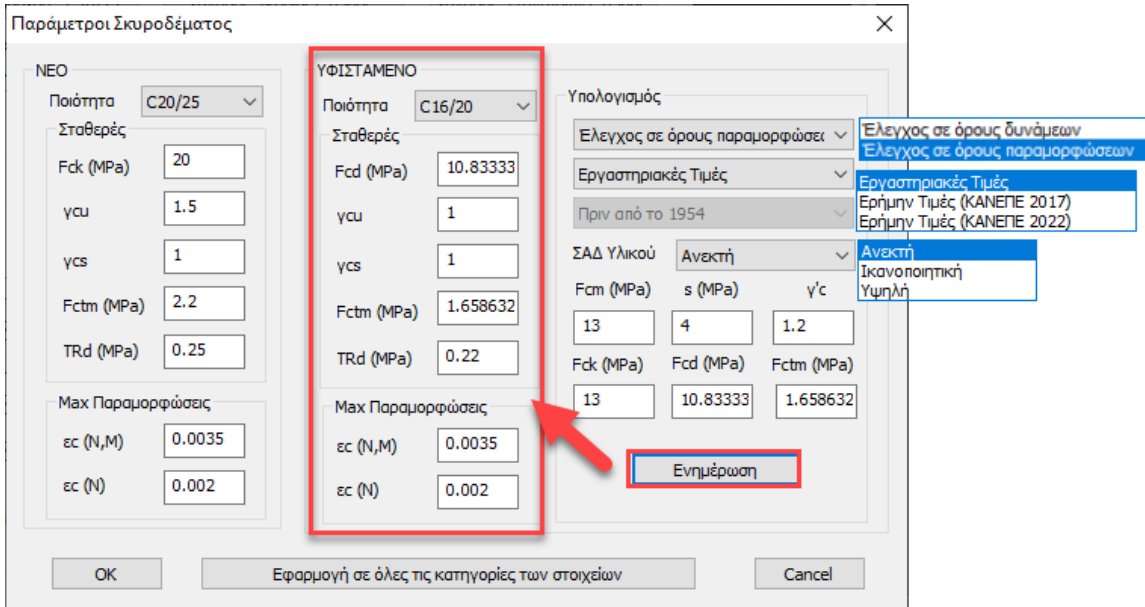 Παράμετροι Σκυροδέματος
ΝΕΟ
Ποιότητα C20/25
Σταθερές
Fck (MPa) 20
γcu 1.5
γcs 1
Fctm (MPa) 2.2
TRd (MPa) 0.25
Max Παραμορφώσεις
εc (N,M) 0.0035
εc (N) 0.002
ΥΦΙΣΤΑΜΕΝΟ
Ποιότητα C16/20
Σταθερές
Fcd (MPa) 10.83333
γcu 1
γcs 1
Fctm (MPa) 1.658632
TRd (MPa) 0.22
Max Παραμορφώσεις
εc (N,M) 0.0035
εc (N) 0.002
Υπολογισμός
Έλεγχος σε όρους παραμορφώσεα
Εργαστηριακές Τιμές
Πριν από το 1954
ΣΑΔ Υλικού Ανεκτή
Fcm (MPa) s (MPa) γ'c
13 4 1.2
Fck (MPa) Fcd (MPa) Fctm (MPa)
13 10.83333 1.658632
Ενημέρωση
Έλεγχος σε όρους δυνάμεων
Έλεγχος σε όρους παραμορφώσεων
Εργαστηριακές Τιμές
Ερήμην Τιμές (ΚΑΝΕΠΕ 2017)
Ερήμην Τιμές (ΚΑΝΕΠΕ 2022)
Ανεκτή
Ικανοποιητική
Υψηλή
OK
Εφαρμογή σε όλες τις κατηγορίες των στοιχείων
Cancel